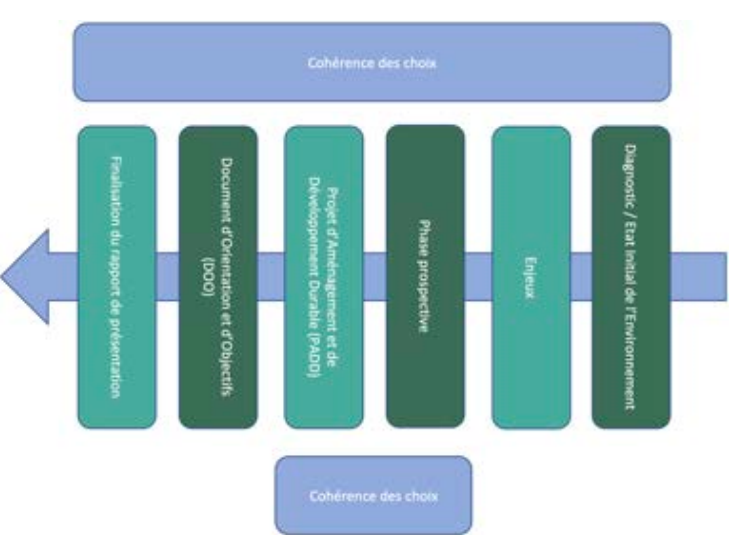 Cohérence des choix
Finalisation du rapport de présentation
Document d'Orientation et d'Objectifs
(DOO)
Projet d'Aménagement et de
Développement Durable (PADD)
Phase prospective
Enjeux
Diagnostic / Etat Initial de l'Environnement
Cohérence des choix